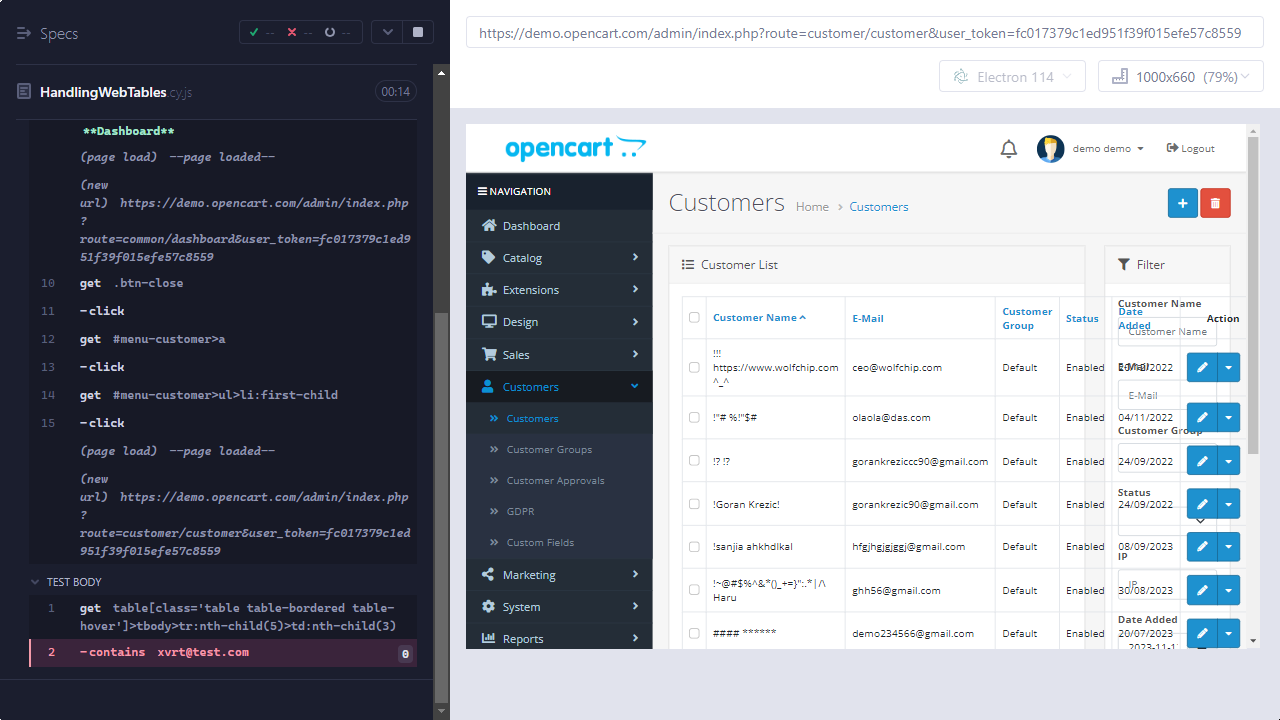 Specs
-- -- --
HandlingWebTables.cy.js
00:14
**Dashboard**
(page load) --page loaded--
(new
url) https://demo.opencart.com/admin/index.php
?
route=common/dashboard&user_token=fc017379c1ed9
51f39f015efe57c8559
10 get .btn-close
11 -click
12 get #menu-customer>a
13 -click
14 get #menu-customer>ul>li:first-child
15 -click
(page load) --page loaded--
(new
url) https://demo.opencart.com/admin/index.php
?
route=customer/customer&user_token=fc017379c1ed
951f39f015efe57c8559
TEST BODY
1 get table[class='table table-bordered table-
hover']>tbody>tr:nth-child(5)>td:nth-child(3)
2 -contains xvrt@test.com 0
https://demo.opencart.com/admin/index.php?route=customer/customer&user_token=fc017379c1ed951f39f015efe57c8559
Electron 114
1000x660 (79%)
opencart
demo demo
Logout
NAVIGATION
Dashboard
Catalog
Extensions
Design
Sales
Customers
Customers
Customer Groups
Customer Approvals
GDPR
Custom Fields
Marketing
System
Reports
Customers Home > Customers
Customer List
Customer Name E-Mail Customer Group Status Date Added Action
!!! https://www.wolfchip.com ^_^ ceo@wolfchip.com Default Enabled
!"# %!"$# olaola@das.com Default Enabled 04/11/2022
!? !? gorankreziccc90@gmail.com Default Enabled 24/09/2022
!Goran Krezic! gorankrezic90@gmail.com Default Enabled 24/09/2022
!sanjia ahkhdlkal hfgjhgjgjggj@gmail.com Default Enabled 08/09/2023
!~@#$%^&*()_+=}":.*|/\ Haru ghh56@gmail.com Default Enabled 30/08/2023
#### ****** demo234566@gmail.com Default Enabled 20/07/2023
Filter
Customer Name
Customer Name
E-Mail
E-Mail
Customer Group
Status
IP
IP
Date Added